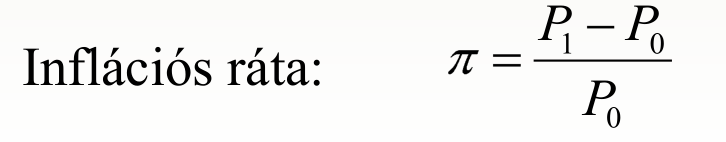 Inflációs ráta: π = (P₁ − P₀) / P₀